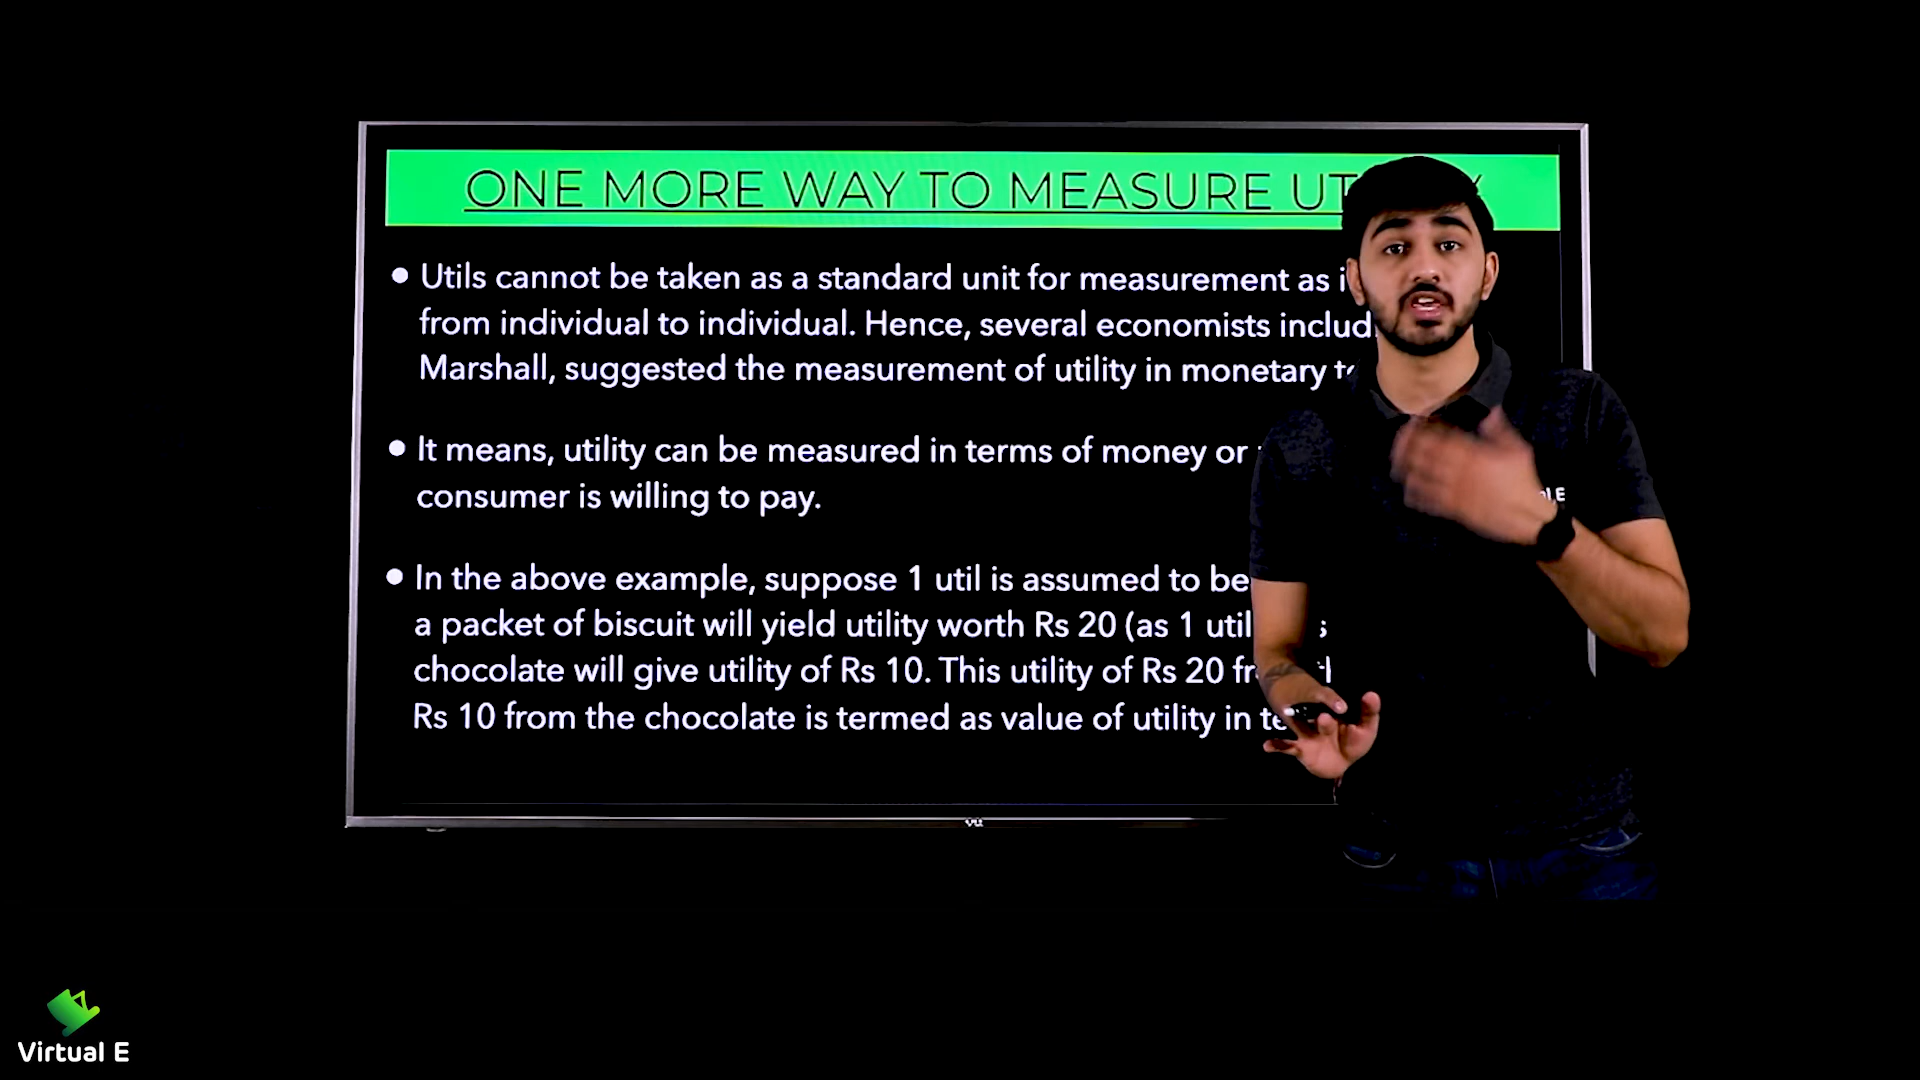 ONE MORE WAY TO MEASURE
• Utils cannot be taken as a standard unit for measurement as
from individual to individual. Hence, several economists
Marshall, suggested the measurement of utility in monetary
• It means, utility can be measured in terms of money or
consumer is willing to pay.
• In the above example, suppose 1 util is assumed to be
a packet of biscuit will yield utility worth Rs 20 (as 1 util
chocolate will give utility of Rs 10. This utility of Rs 20
Rs 10 from the chocolate is termed as value of utility in
Vu
Virtual E